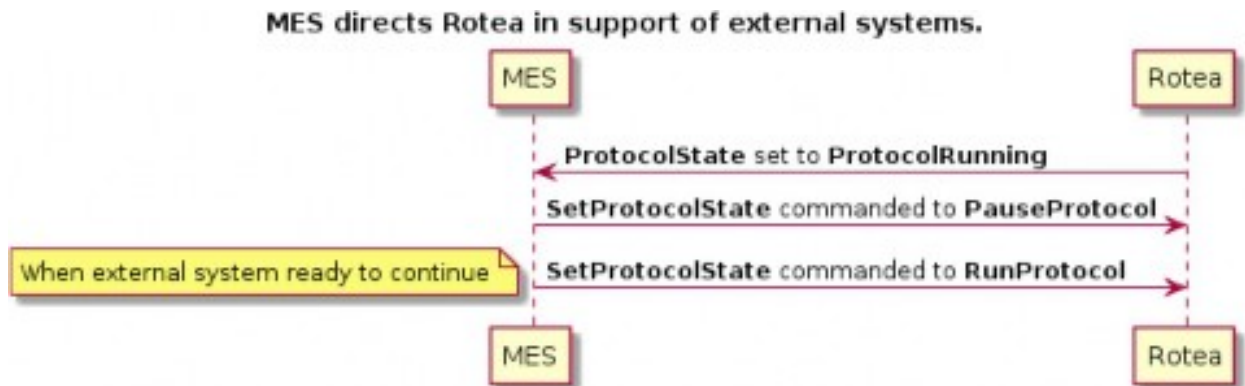 MES directs Rotea in support of external systems.
MES Rotea
ProtocolState set to ProtocolRunning
SetProtocolState commanded to PauseProtocol
When external system ready to continue
SetProtocolState commanded to RunProtocol
MES Rotea